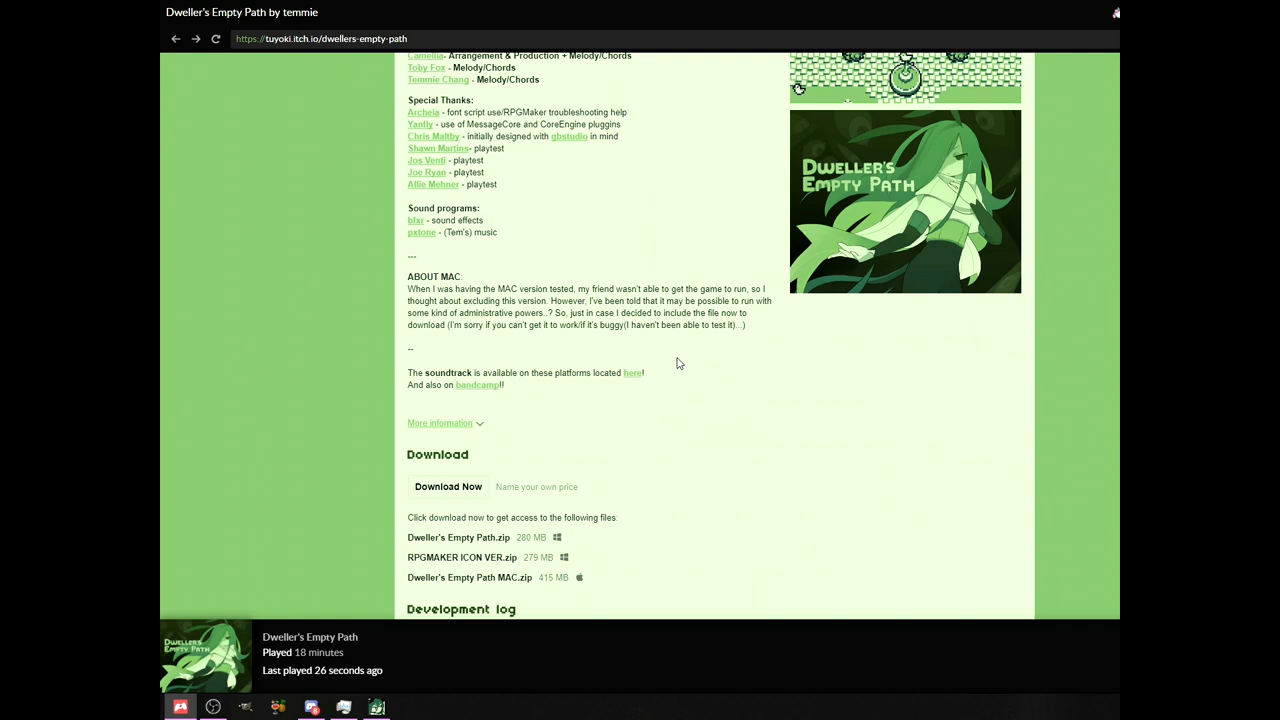 Dweller's Empty Path by temmie
https://tuyoki.itch.io/dwellers-empty-path
Camellia- Arrangement & Production + Melody/Chords
Toby Fox - Melody/Chords
Temmie Chang - Melody/Chords
Special Thanks:
Archeia - font script use/RPGMaker troubleshooting help
Yanfly - use of MessageCore and CoreEngine pluggins
Chris Maltby - initially designed with gbstudio in mind
Shawn Martins- playtest
Jos Venti - playtest
Joe Ryan - playtest
Allie Mehner - playtest
Sound programs:
bfxr - sound effects
pxtone - (Tem's) music
---
ABOUT MAC:
When I was having the MAC version tested, my friend wasn't able to get the game to run, so I
thought about excluding this version. However, I've been told that it may be possible to run with
some kind of administrative powers..? So, just in case I decided to include the file now to
download (I'm sorry if you can't get it to work/if it's buggy(I haven't been able to test it)...)
--
The soundtrack is available on these platforms located here!
And also on bandcamp!!
More information
Download
Download Now Name your own price
Click download now to get access to the following files:
Dweller's Empty Path.zip 280 MB
RPGMAKER ICON VER.zip 279 MB
Dweller's Empty Path MAC.zip 415 MB
Development log
DWELLER'S
EMPTY PATH
DWELLER'S
EMPTY PATH
Dweller's Empty Path
Played 18 minutes
Last played 26 seconds ago